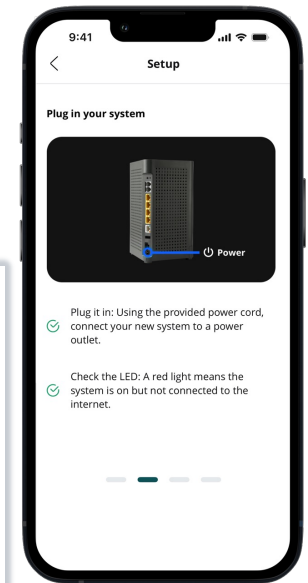 9:41
Setup
Plug in your system
Power
Plug it in: Using the provided power cord,
connect your new system to a power
outlet.
Check the LED: A red light means the
system is on but not connected to the
internet.